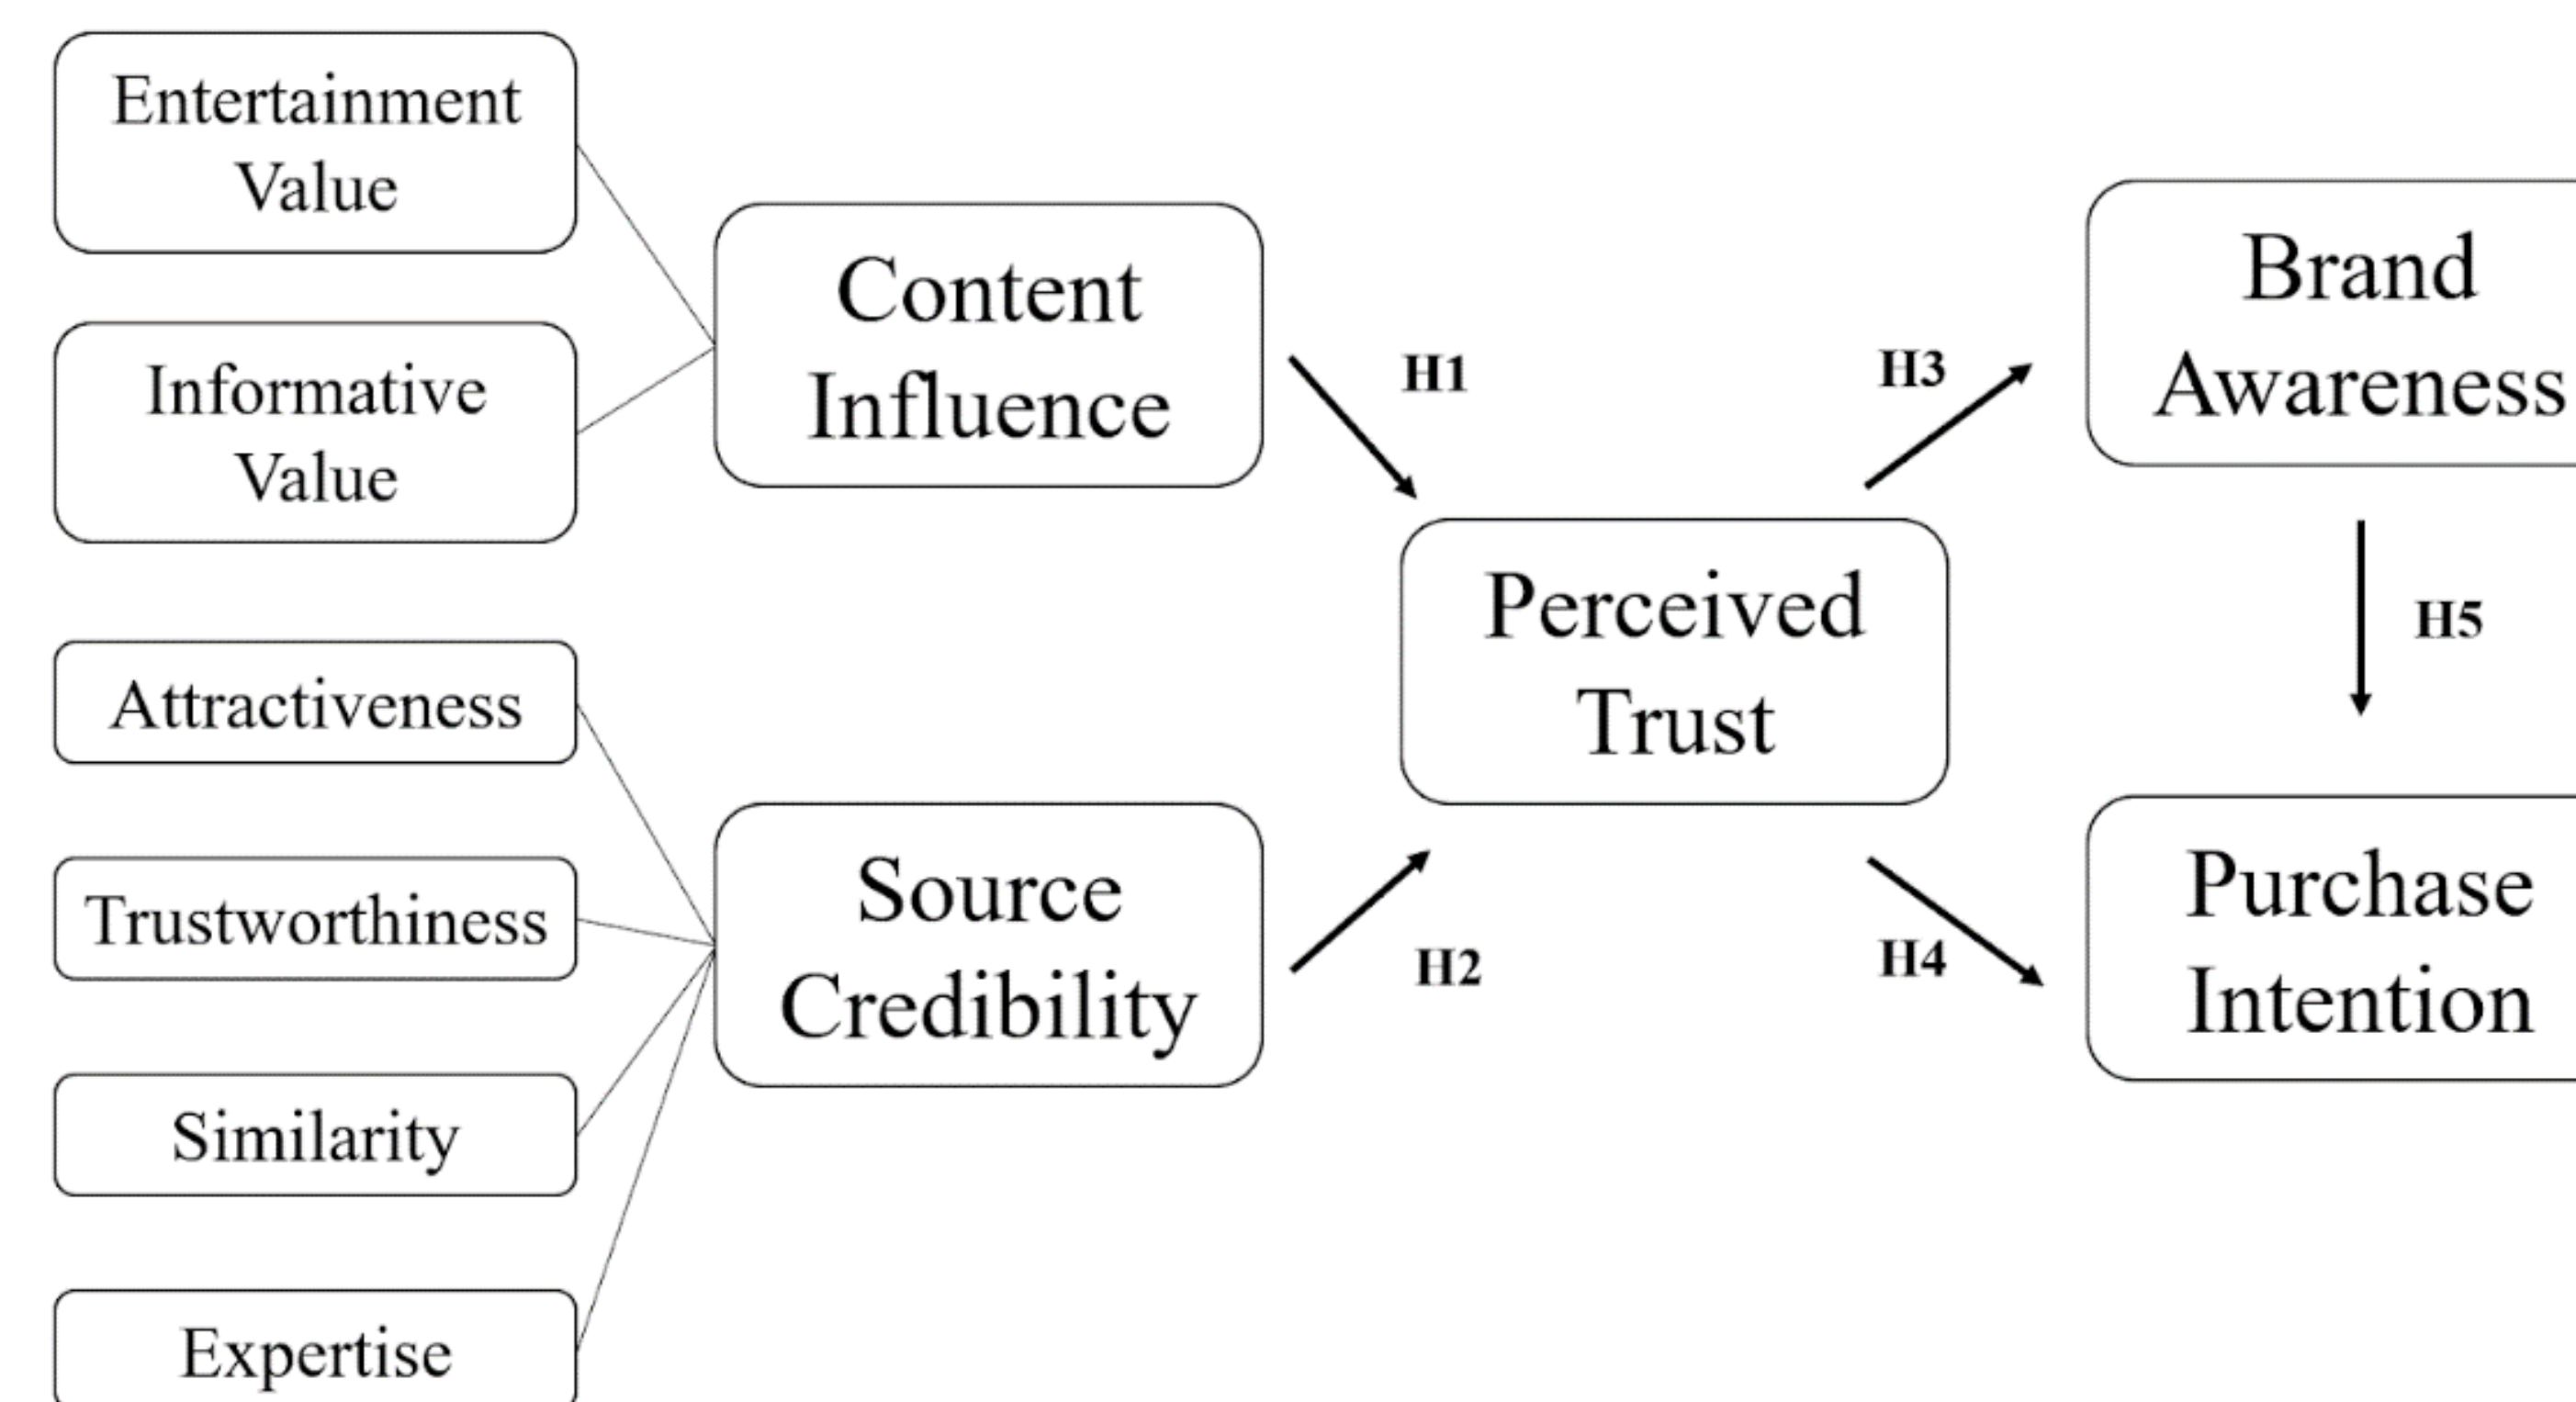 Entertainment
Value
Informative
Value
Attractiveness
Trustworthiness
Similarity
Expertise
Content
Influence
Source
Credibility
H1
H2
Perceived
Trust
H3
H4
Brand
Awareness
H5
Purchase
Intention